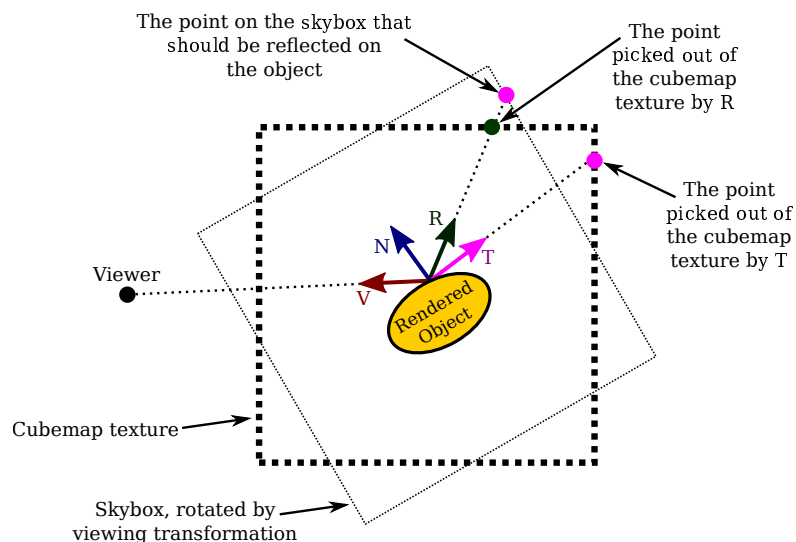 The point on the skybox that
should be reflected on
the object
The point
picked out of
the cubemap
texture by R
The point
picked out of
the cubemap
texture by T
R
N
T
V
Viewer
Rendered
Object
Cubemap texture
Skybox, rotated by
viewing transformation